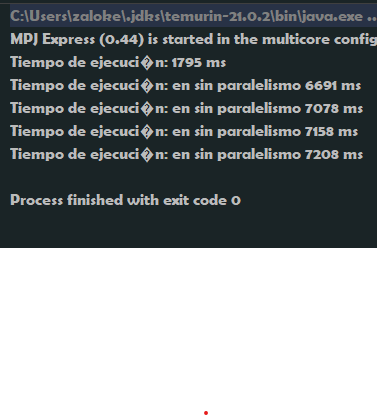 C:\Users\zaloke\.jdks\temurin-21.0.2\bin\java.exe ...
MPJ Express (0.44) is started in the multicore config
Tiempo de ejecuci�n: 1795 ms
Tiempo de ejecuci�n: en sin paralelismo 6691 ms
Tiempo de ejecuci�n: en sin paralelismo 7078 ms
Tiempo de ejecuci�n: en sin paralelismo 7158 ms
Tiempo de ejecuci�n: en sin paralelismo 7208 ms
Process finished with exit code 0